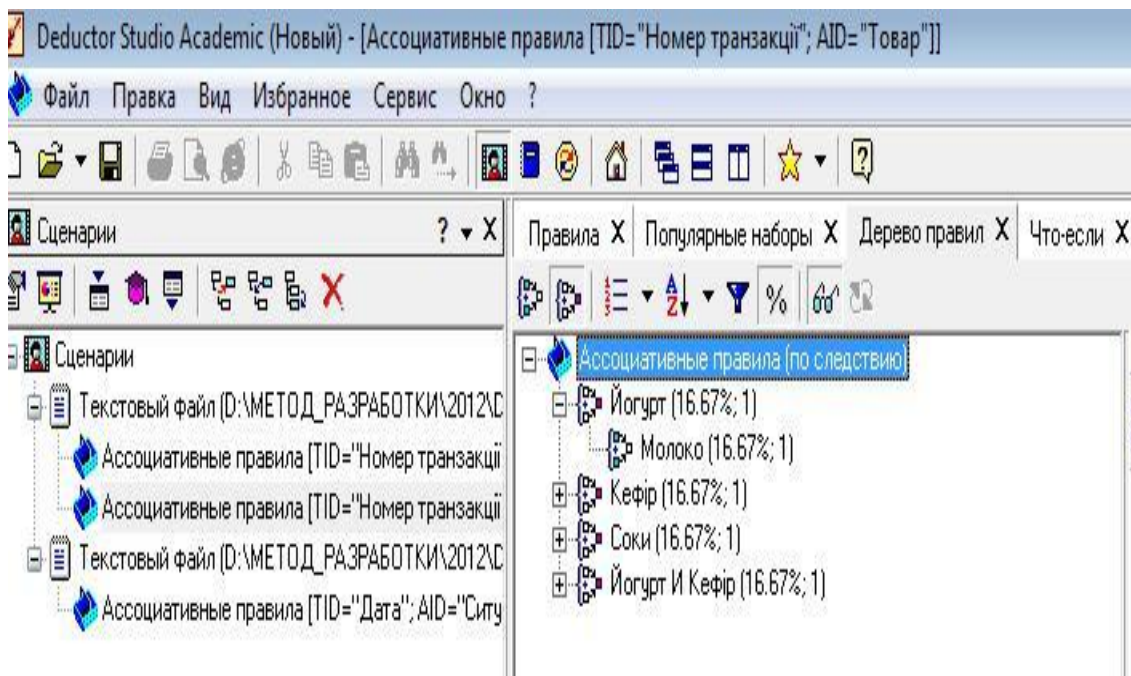 Deductor Studio Academic (Новый) - [Ассоциативные правила [TID="Номер транзакції"; AID="Товар"]]
Файл Правка Вид Избранное Сервис Окно ?
Сценарии ?
Сценарии
Текстовый файл (D:\МЕТОД_РАЗРАБОТКИ\2012\D
Ассоциативные правила [TID="Номер транзакції
Ассоциативные правила [TID="Номер транзакції
Текстовый файл (D:\МЕТОД_РАЗРАБОТКИ\2012\D
Ассоциативные правила [TID="Дата"; AID="Ситу
Правила X Популярные наборы X Дерево правил X Что-если X
%
Ассоциативные правила (по следствию)
Йогурт (16.67%; 1)
Молоко (16.67%; 1)
Кефір (16.67%; 1)
Соки (16.67%; 1)
Йогурт И Кефір (16.67%; 1)